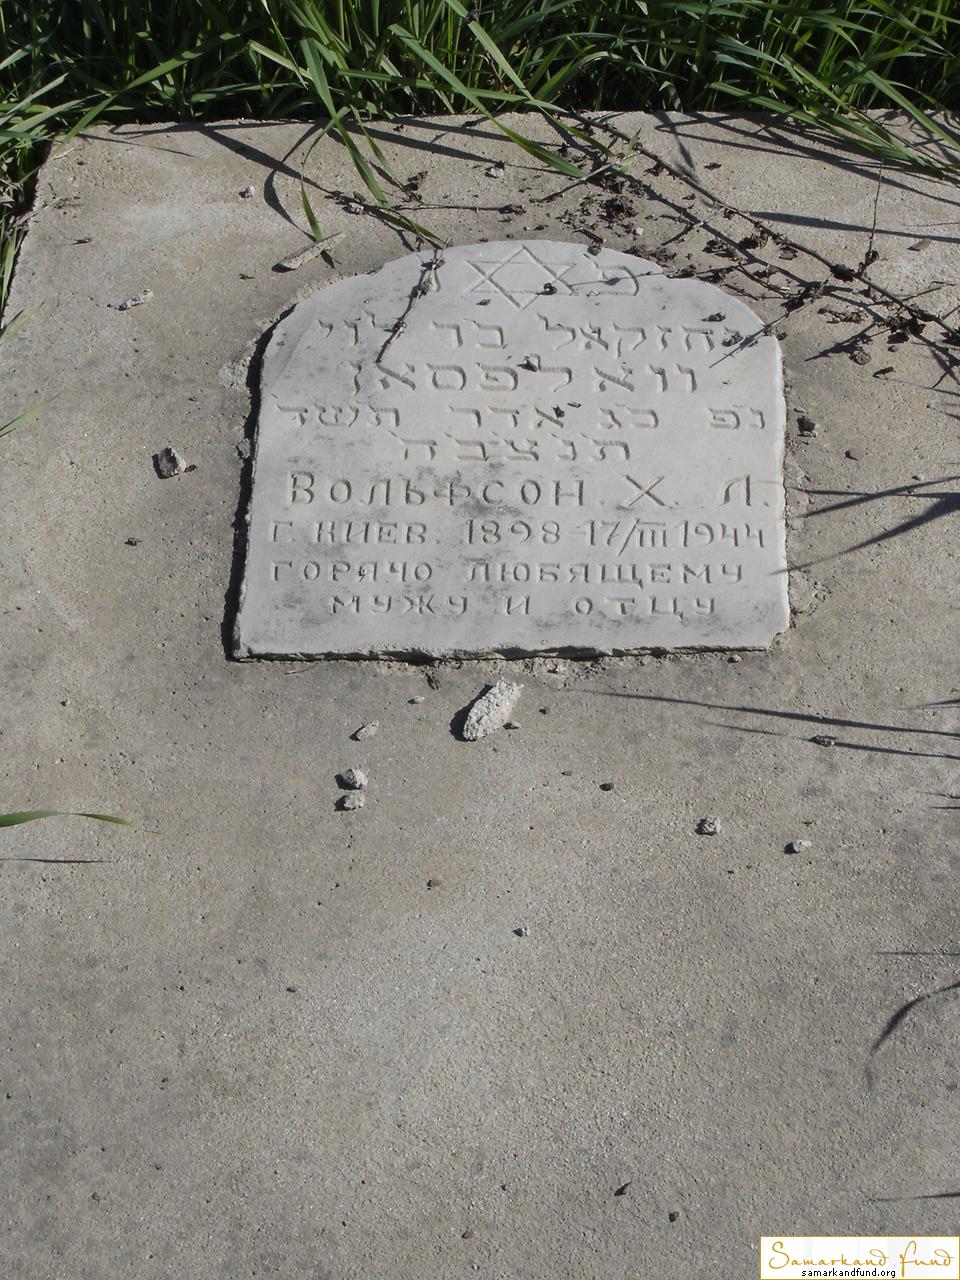 פ נ
יחזקאל בר לוי
וואלפסאן
נפ כג אדר תשד
תנצבה
ВОЛЬФСОН. Х. Л.
Г. КИЕВ. 1898-17/III 1944
ГОРЯЧО ЛЮБЯЩЕМУ
МУЖУ И ОТЦУ
Samarkand fund
samarkandfund.org